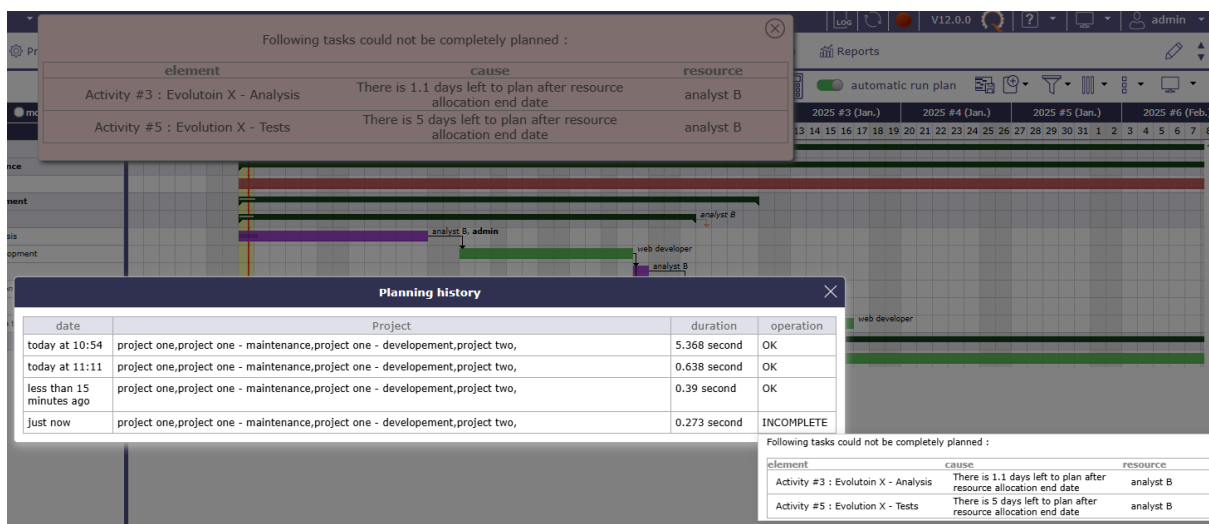 LOG
V12.0.0
?
admin
Following tasks could not be completely planned :
element cause resource
Activity #3 : Evolutoin X - Analysis There is 1.1 days left to plan after resource allocation end date analyst B
Activity #5 : Evolution X - Tests There is 5 days left to plan after resource allocation end date analyst B
Pr
Reports
automatic run plan
mo
2025 #3 (Jan.) 2025 #4 (Jan.) 2025 #5 (Jan.) 2025 #6 (Feb.
13 14 15 16 17 18 19 20 21 22 23 24 25 26 27 28 29 30 31 1 2 3 4 5 6 7 8
nce
ment
analyst B
sis
analyst B, admin
opment
web developer
analyst B
Planning history
date Project duration operation
today at 10:54 project one,project one - maintenance,project one - developement,project two, 5.368 second OK
today at 11:11 project one,project one - maintenance,project one - developement,project two, 0.638 second OK
less than 15 minutes ago project one,project one - maintenance,project one - developement,project two, 0.39 second OK
just now project one,project one - maintenance,project one - developement,project two, 0.273 second INCOMPLETE
web developer
Following tasks could not be completely planned :
element cause resource
Activity #3 : Evolutoin X - Analysis There is 1.1 days left to plan after resource allocation end date analyst B
Activity #5 : Evolution X - Tests There is 5 days left to plan after resource allocation end date analyst B